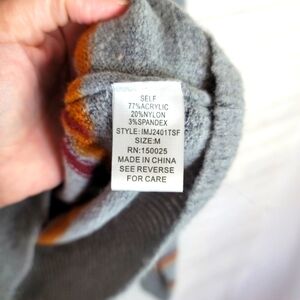 SELF
77%ACRYLIC
20%NYLON
3%SPANDEX
STYLE: IMJ2401TSF
SIZE:M
RN:150025
MADE IN CHINA
SEE REVERSE
FOR CARE